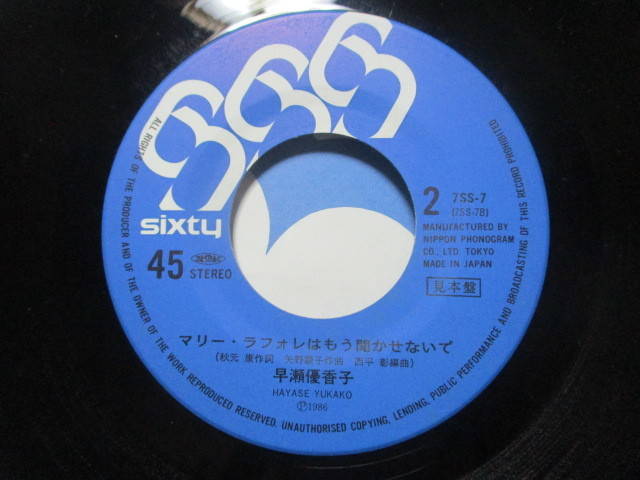 sixty
45
STEREO
2
7SS-7
(7SS-7B)
MANUFACTURED BY
NIPPON PHONOGRAM
CO., LTD. TOKYO
MADE IN JAPAN
見本盤
マリー・ラフォレはもう聞かせないで
(秋元 康作詞 矢野顕子作曲 西平 彰編曲)
早瀬優香子
HAYASE YUKAKO
Ⓟ1986
ALL RIGHTS OF THE PRODUCER AND OF THE OWNER OF THE WORK REPRODUCED RESERVED. UNAUTHORISED COPYING, LENDING, PUBLIC PERFORMANCE AND BROADCASTING OF THIS RECORD PROHIBITED